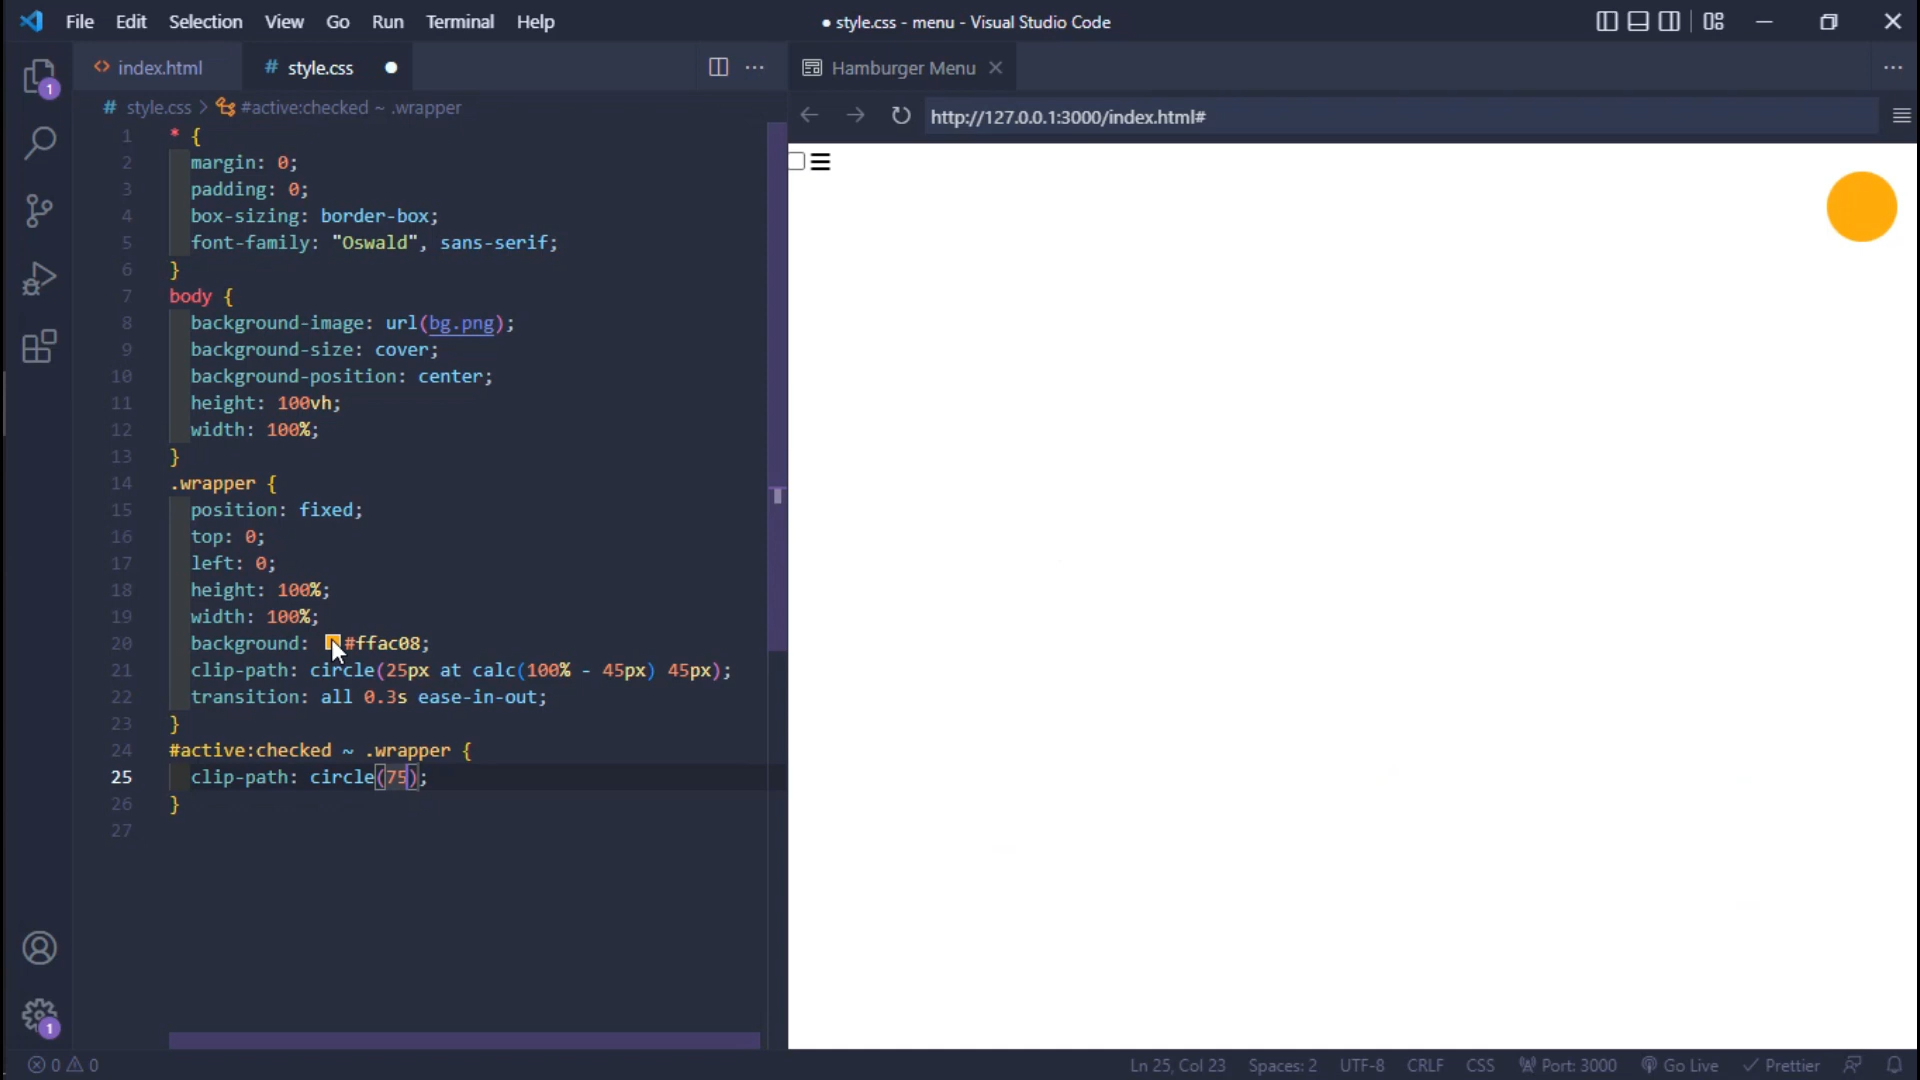 File Edit Selection View Go Run Terminal Help
● style.css - menu - Visual Studio Code
index.html
# style.css ●
Hamburger Menu
# style.css > #active:checked ~ .wrapper
http://127.0.0.1:3000/index.html#
1 * {
2 margin: 0;
3 padding: 0;
4 box-sizing: border-box;
5 font-family: "Oswald", sans-serif;
6 }
7 body {
8 background-image: url(bg.png);
9 background-size: cover;
10 background-position: center;
11 height: 100vh;
12 width: 100%;
13 }
14 .wrapper {
15 position: fixed;
16 top: 0;
17 left: 0;
18 height: 100%;
19 width: 100%;
20 background: #ffac08;
21 clip-path: circle(25px at calc(100% - 45px) 45px);
22 transition: all 0.3s ease-in-out;
23 }
24 #active:checked ~ .wrapper {
25 clip-path: circle(75);
26 }
27
1
1
0 0
Ln 25, Col 23 Spaces: 2 UTF-8 CRLF CSS Port: 3000 Go Live Prettier